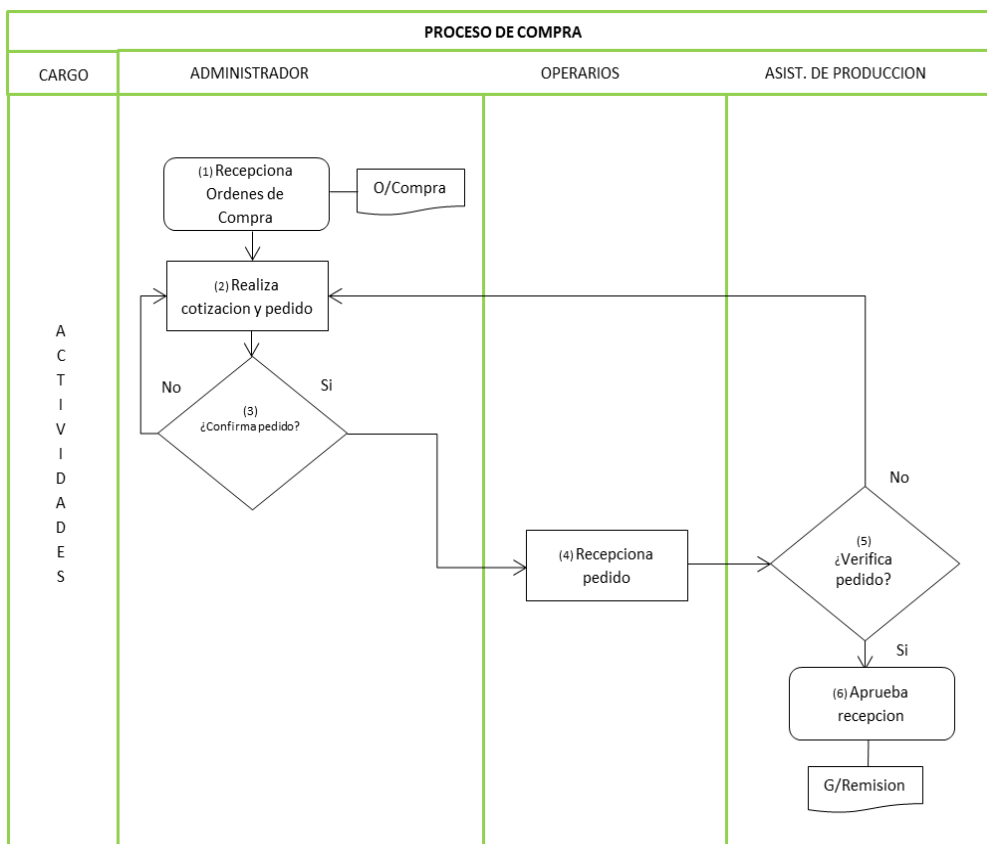 PROCESO DE COMPRA
CARGO
ADMINISTRADOR
OPERARIOS
ASIST. DE PRODUCCION
A
C
T
I
V
I
D
A
D
E
S
(1) Recepciona
Ordenes de
Compra
O/Compra
(2) Realiza
cotizacion y pedido
No
Si
(3)
¿Confirma pedido?
(4) Recepciona
pedido
No
(5)
¿Verifica
pedido?
Si
(6) Aprueba
recepcion
G/Remision